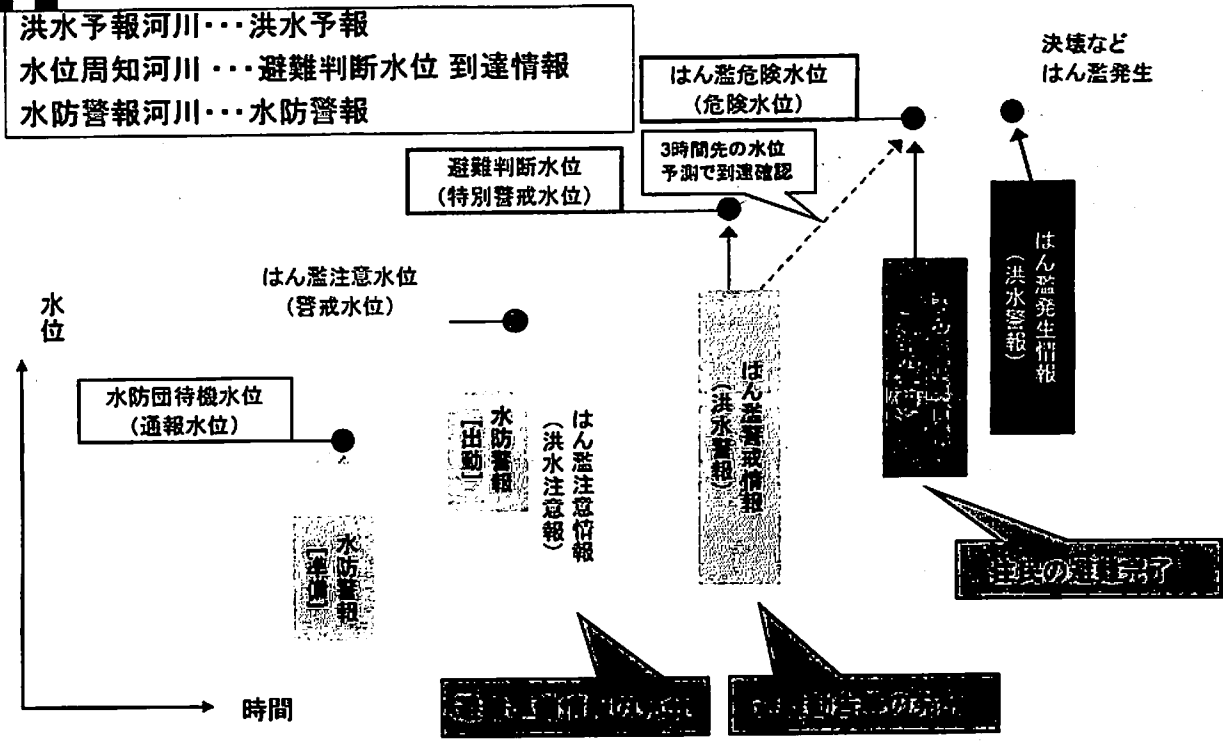 洪水予報河川・・・洪水予報
水位周知河川・・・避難判断水位 到達情報
水防警報河川・・・水防警報
決壊など
はん濫発生
はん濫危険水位
(危険水位)
3時間先の水位
予測で到達確認
避難判断水位
(特別警戒水位)
はん濫注意水位
(警戒水位)
水位
水防団待機水位
(通報水位)
水防警報
[準備]
水防警報
[出動]
はん濫注意情報
(洪水注意報)
はん濫警戒情報
(洪水警報)
はん濫発生情報
(洪水警報)
住民の避難完了
時間